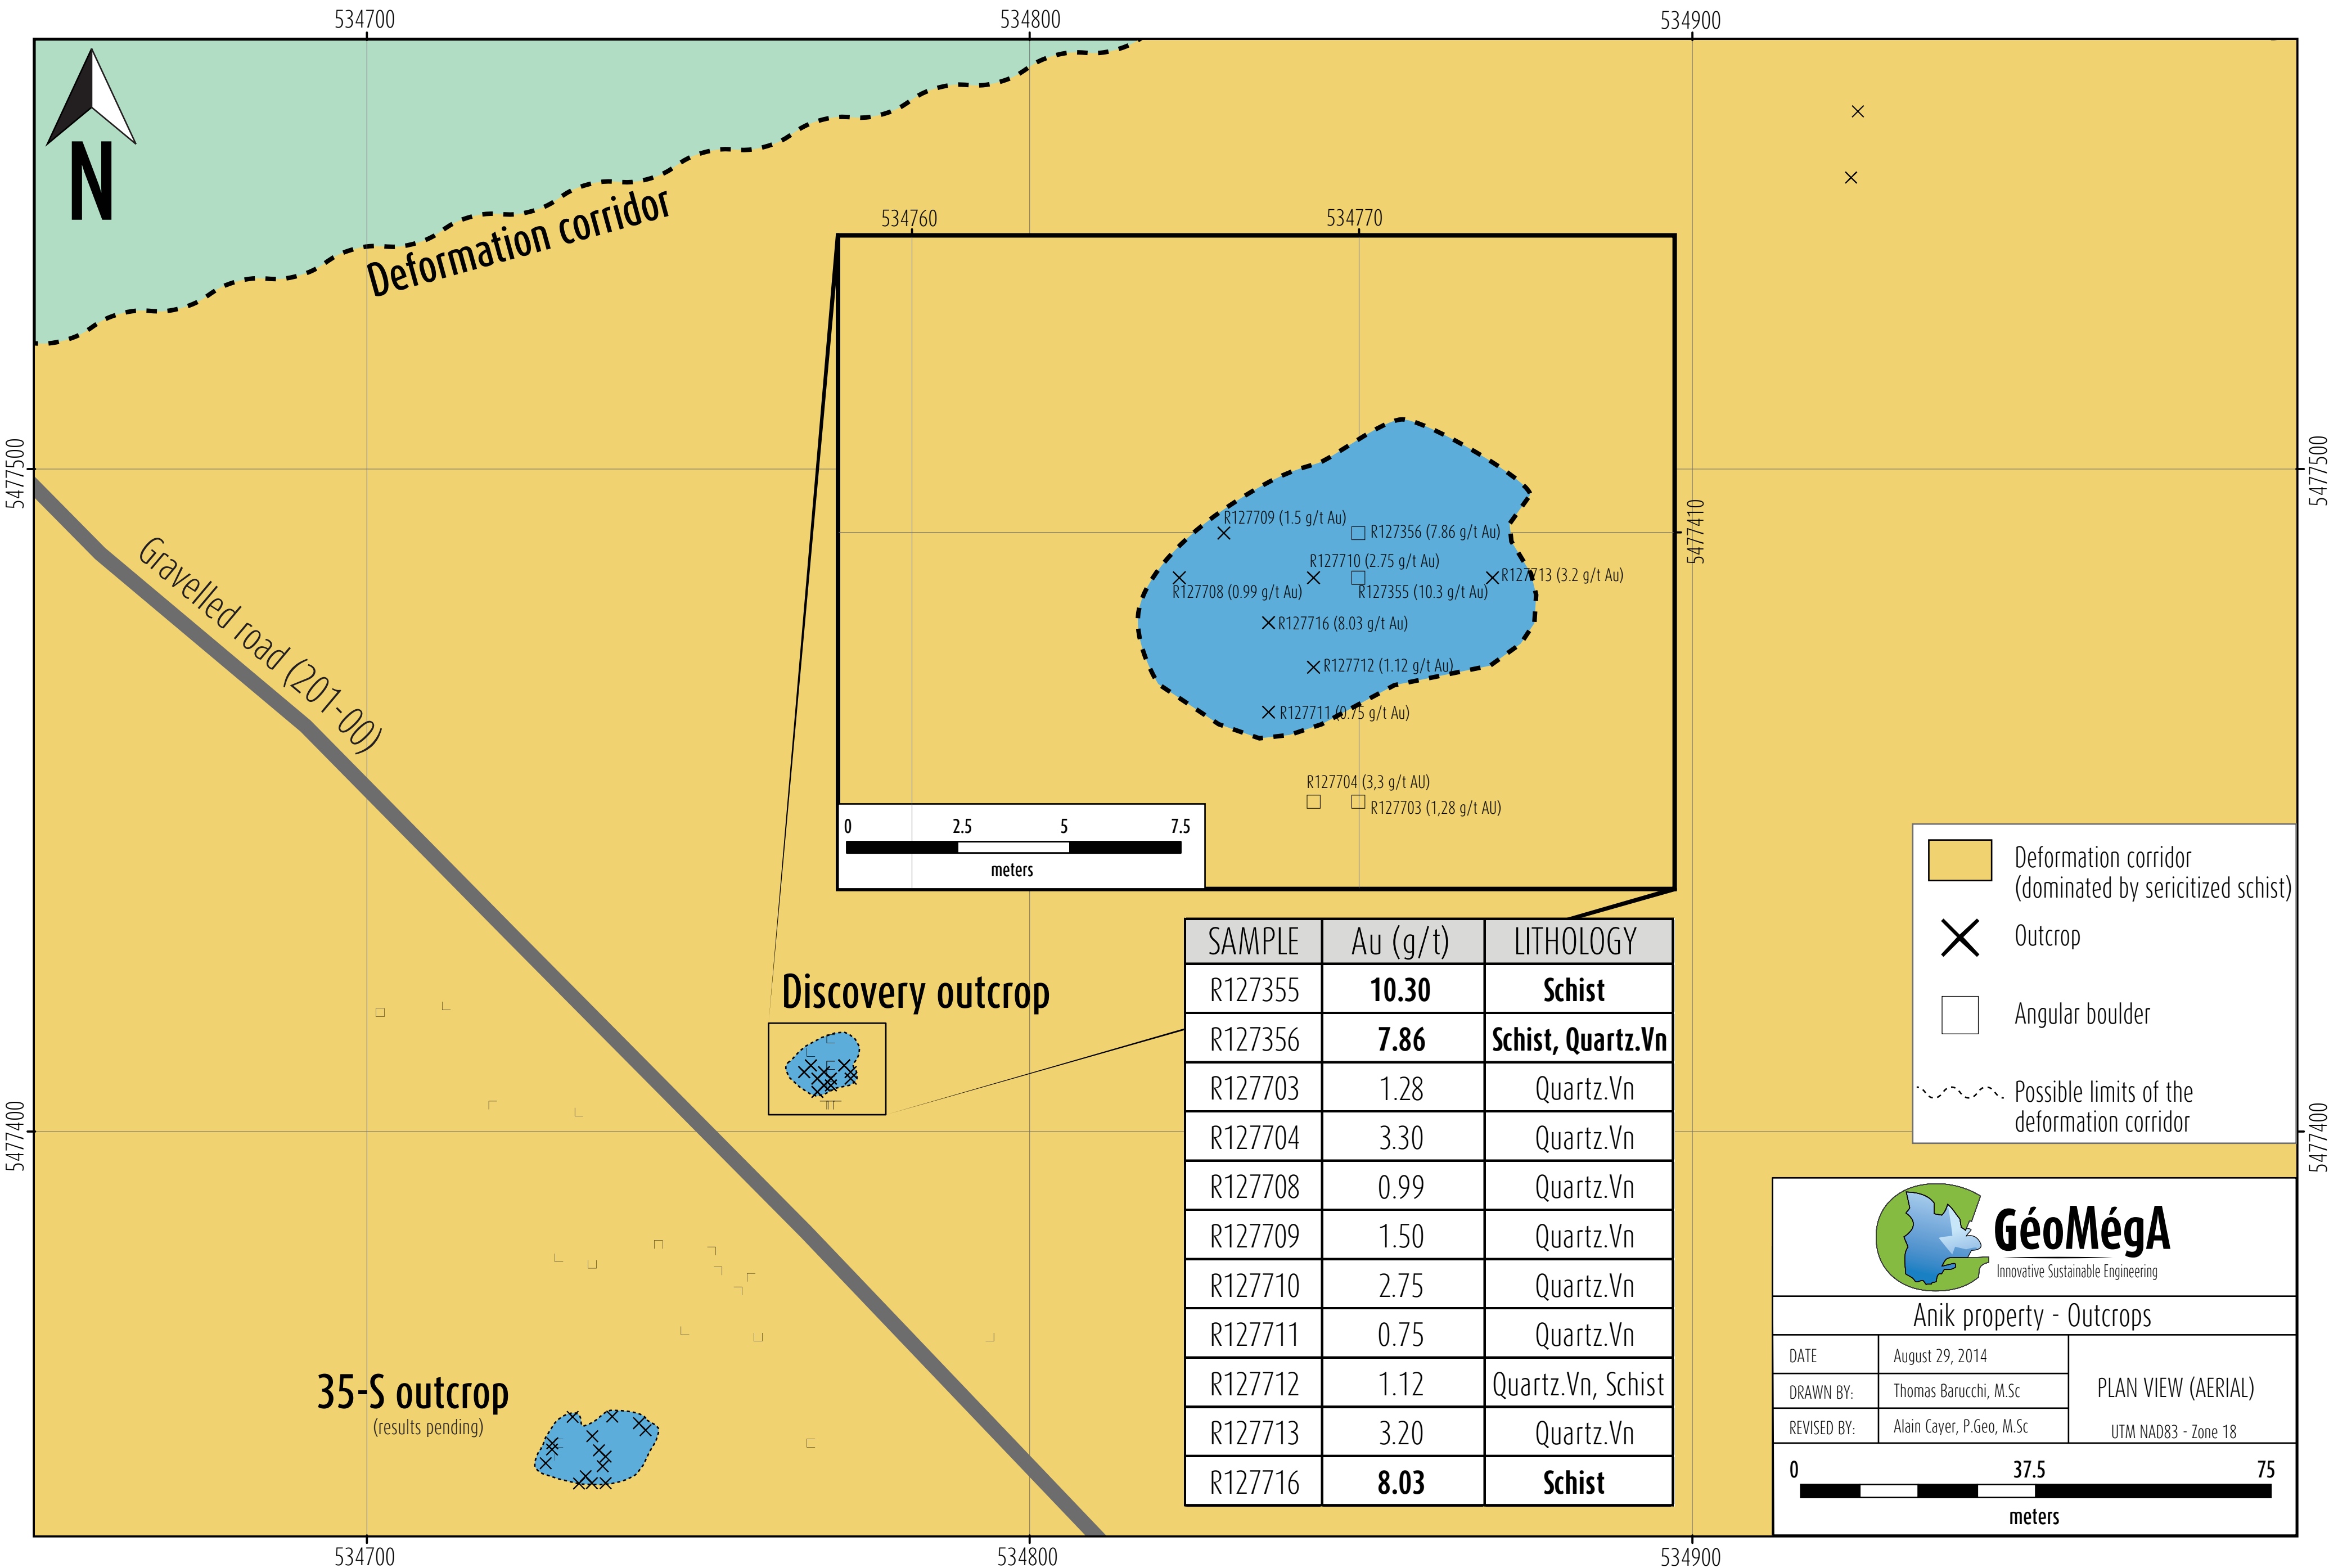 534700
534800
534900
N
Deformation corridor
534760
534770
5477500
5477500
Gravelled road (201-00)
5477410
R127709 (1.5 g/t Au)
R127356 (7.86 g/t Au)
R127710 (2.75 g/t Au)
R127713 (3.2 g/t Au)
R127708 (0.99 g/t Au)
R127355 (10.3 g/t Au)
R127716 (8.03 g/t Au)
R127712 (1.12 g/t Au)
R127711 (0.75 g/t Au)
R127704 (3,3 g/t AU)
R127703 (1,28 g/t AU)
0 2.5 5 7.5
meters
Deformation corridor
(dominated by sericitized schist)
Outcrop
Angular boulder
Possible limits of the
deformation corridor
Discovery outcrop
5477400
5477400
SAMPLE Au (g/t) LITHOLOGY
R127355 10.30 Schist
R127356 7.86 Schist, Quartz.Vn
R127703 1.28 Quartz.Vn
R127704 3.30 Quartz.Vn
R127708 0.99 Quartz.Vn
R127709 1.50 Quartz.Vn
R127710 2.75 Quartz.Vn
R127711 0.75 Quartz.Vn
R127712 1.12 Quartz.Vn, Schist
R127713 3.20 Quartz.Vn
R127716 8.03 Schist
35-S outcrop
(results pending)
GéoMégA
Innovative Sustainable Engineering
Anik property - Outcrops
DATE August 29, 2014
DRAWN BY: Thomas Barucchi, M.Sc
REVISED BY: Alain Cayer, P.Geo, M.Sc
PLAN VIEW (AERIAL)
UTM NAD83 - Zone 18
0 37.5 75
meters
534700
534800
534900